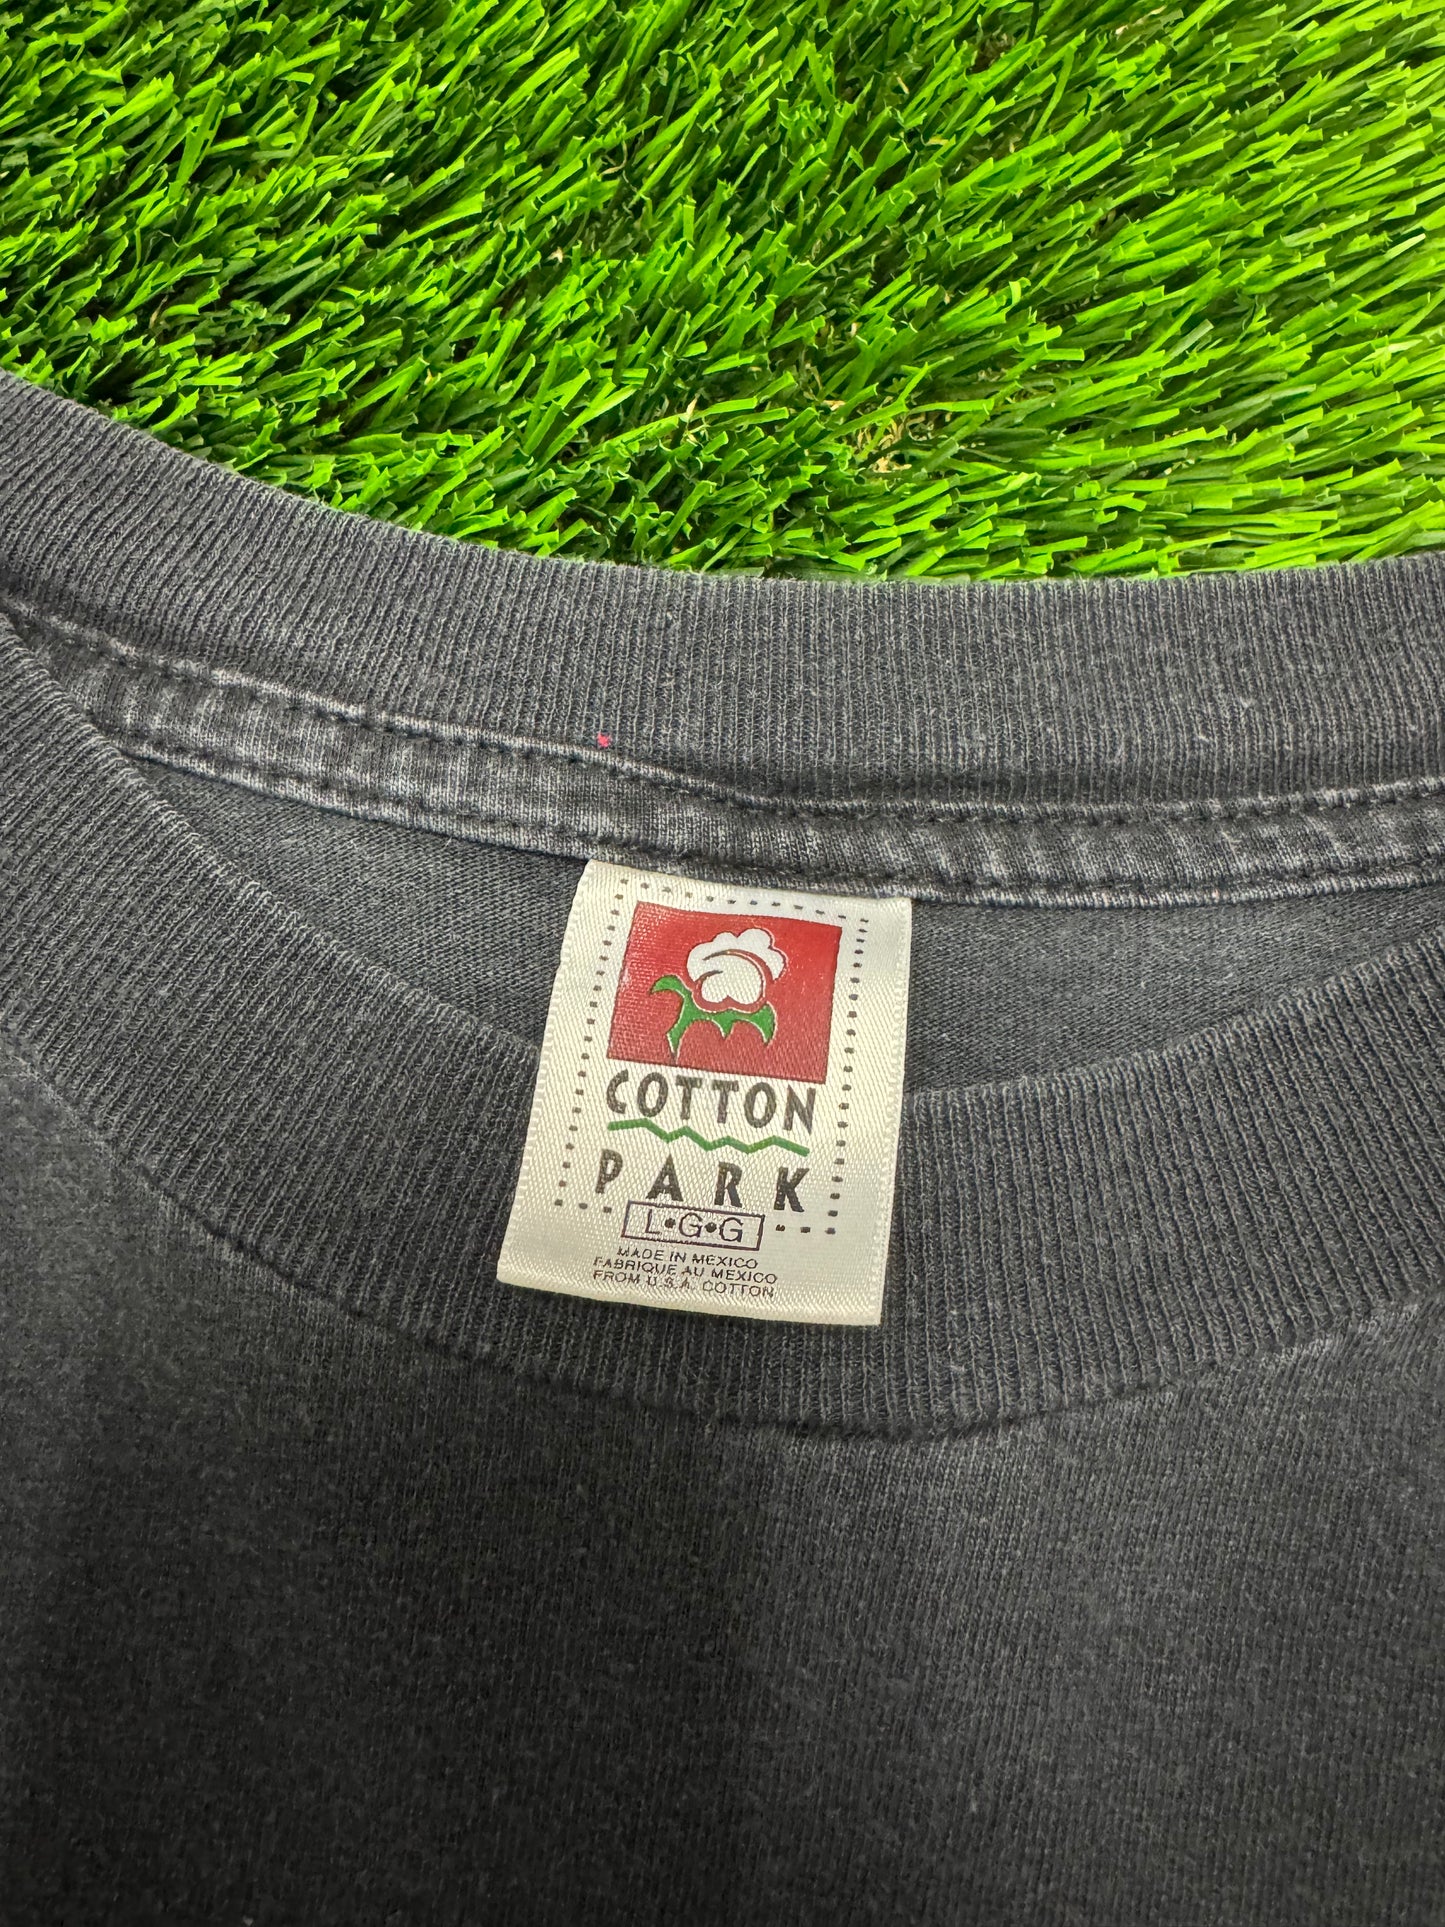 COTTON
PARK
L•G•G
MADE IN MEXICO
FABRIQUE AU MEXICO
FROM U.S.A. COTTON